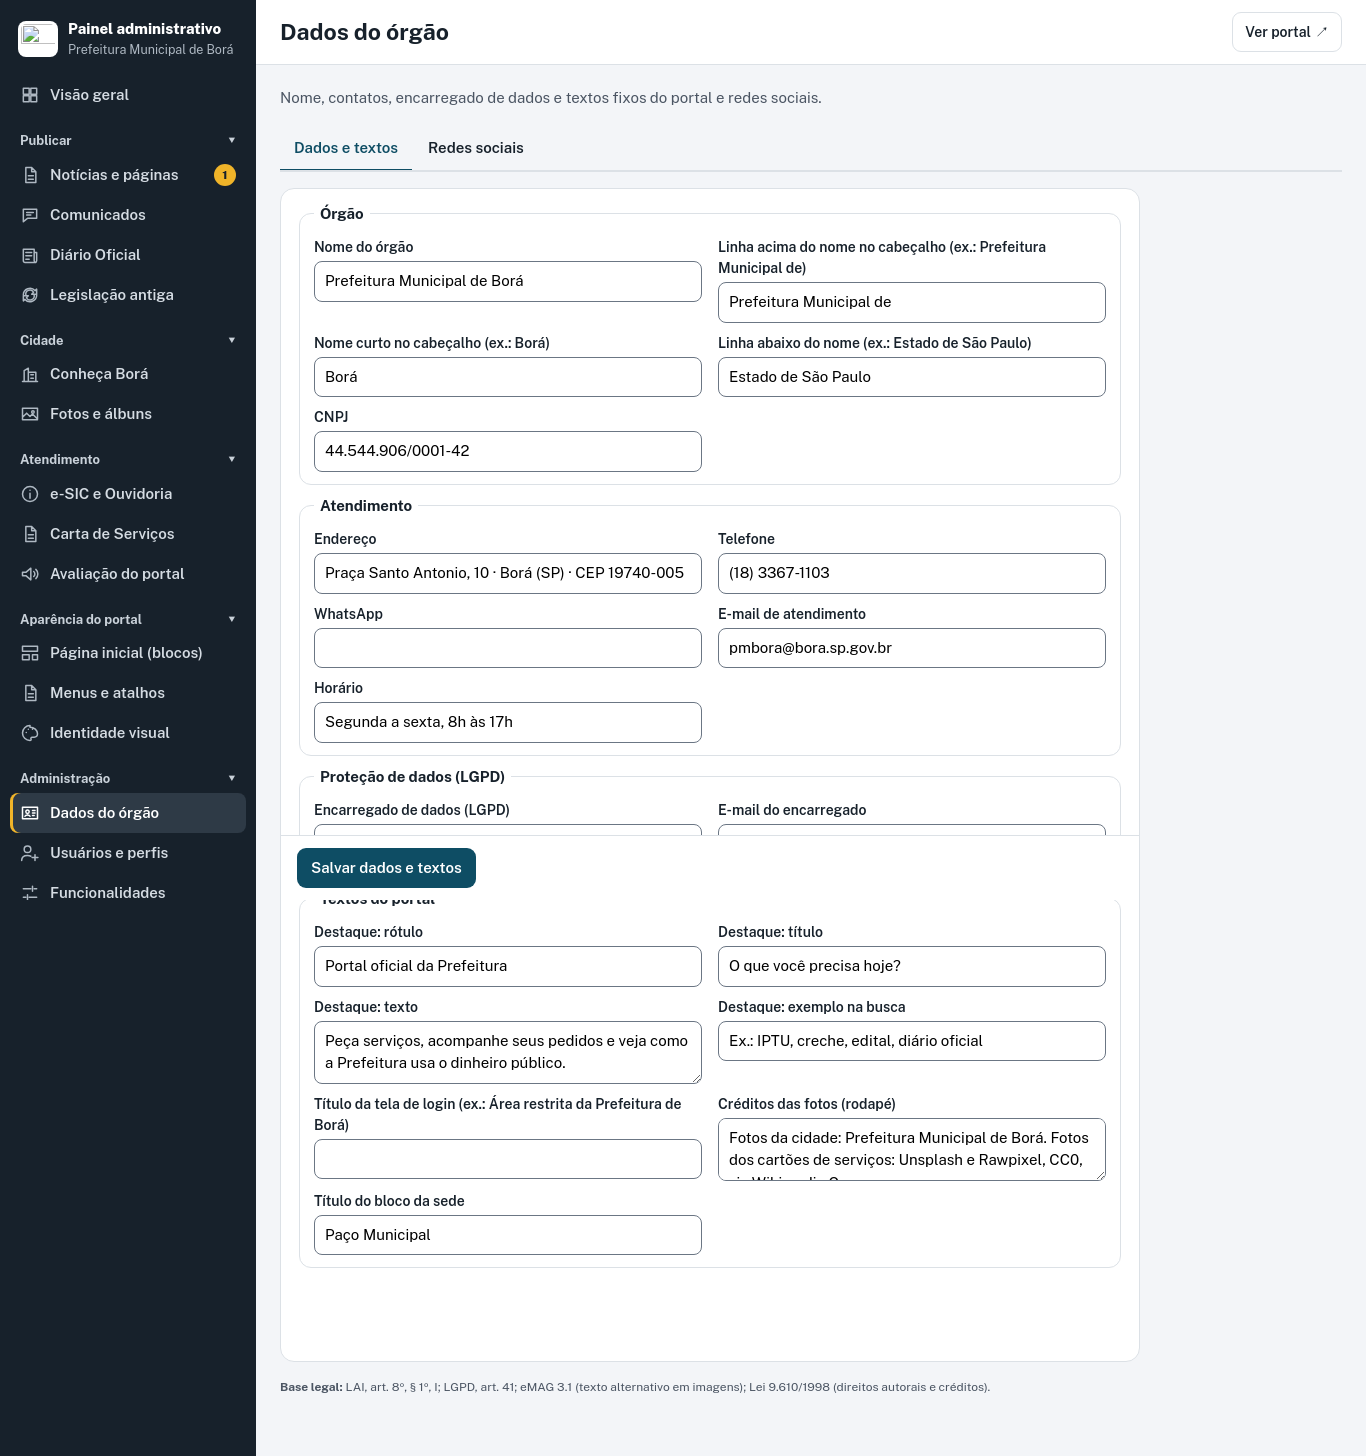 Painel administrativo
Prefeitura Municipal de Borá
Visão geral
Publicar
Notícias e páginas
1
Comunicados
Diário Oficial
Legislação antiga
Cidade
Conheça Borá
Fotos e álbuns
Atendimento
e-SIC e Ouvidoria
Carta de Serviços
Avaliação do portal
Aparência do portal
Página inicial (blocos)
Menus e atalhos
Identidade visual
Administração
Dados do órgão
Usuários e perfis
Funcionalidades
Dados do órgão
Ver portal ↗
Nome, contatos, encarregado de dados e textos fixos do portal e redes sociais.
Dados e textos
Redes sociais
Órgão
Nome do órgão
Prefeitura Municipal de Borá
Linha acima do nome no cabeçalho (ex.: Prefeitura
Municipal de)
Prefeitura Municipal de
Nome curto no cabeçalho (ex.: Borá)
Borá
Linha abaixo do nome (ex.: Estado de São Paulo)
Estado de São Paulo
CNPJ
44.544.906/0001-42
Atendimento
Endereço
Praça Santo Antonio, 10 · Borá (SP) · CEP 19740-005
Telefone
(18) 3367-1103
WhatsApp
E-mail de atendimento
pmbora@bora.sp.gov.br
Horário
Segunda a sexta, 8h às 17h
Proteção de dados (LGPD)
Encarregado de dados (LGPD)
E-mail do encarregado
Salvar dados e textos
Textos do portal
Destaque: rótulo
Portal oficial da Prefeitura
Destaque: título
O que você precisa hoje?
Destaque: texto
Peça serviços, acompanhe seus pedidos e veja como
a Prefeitura usa o dinheiro público.
Destaque: exemplo na busca
Ex.: IPTU, creche, edital, diário oficial
Título da tela de login (ex.: Área restrita da Prefeitura de
Borá)
Créditos das fotos (rodapé)
Fotos da cidade: Prefeitura Municipal de Borá. Fotos
dos cartões de serviços: Unsplash e Rawpixel, CC0,
Título do bloco da sede
Paço Municipal
Base legal: LAI, art. 8º, § 1º, I; LGPD, art. 41; eMAG 3.1 (texto alternativo em imagens); Lei 9.610/1998 (direitos autorais e créditos).